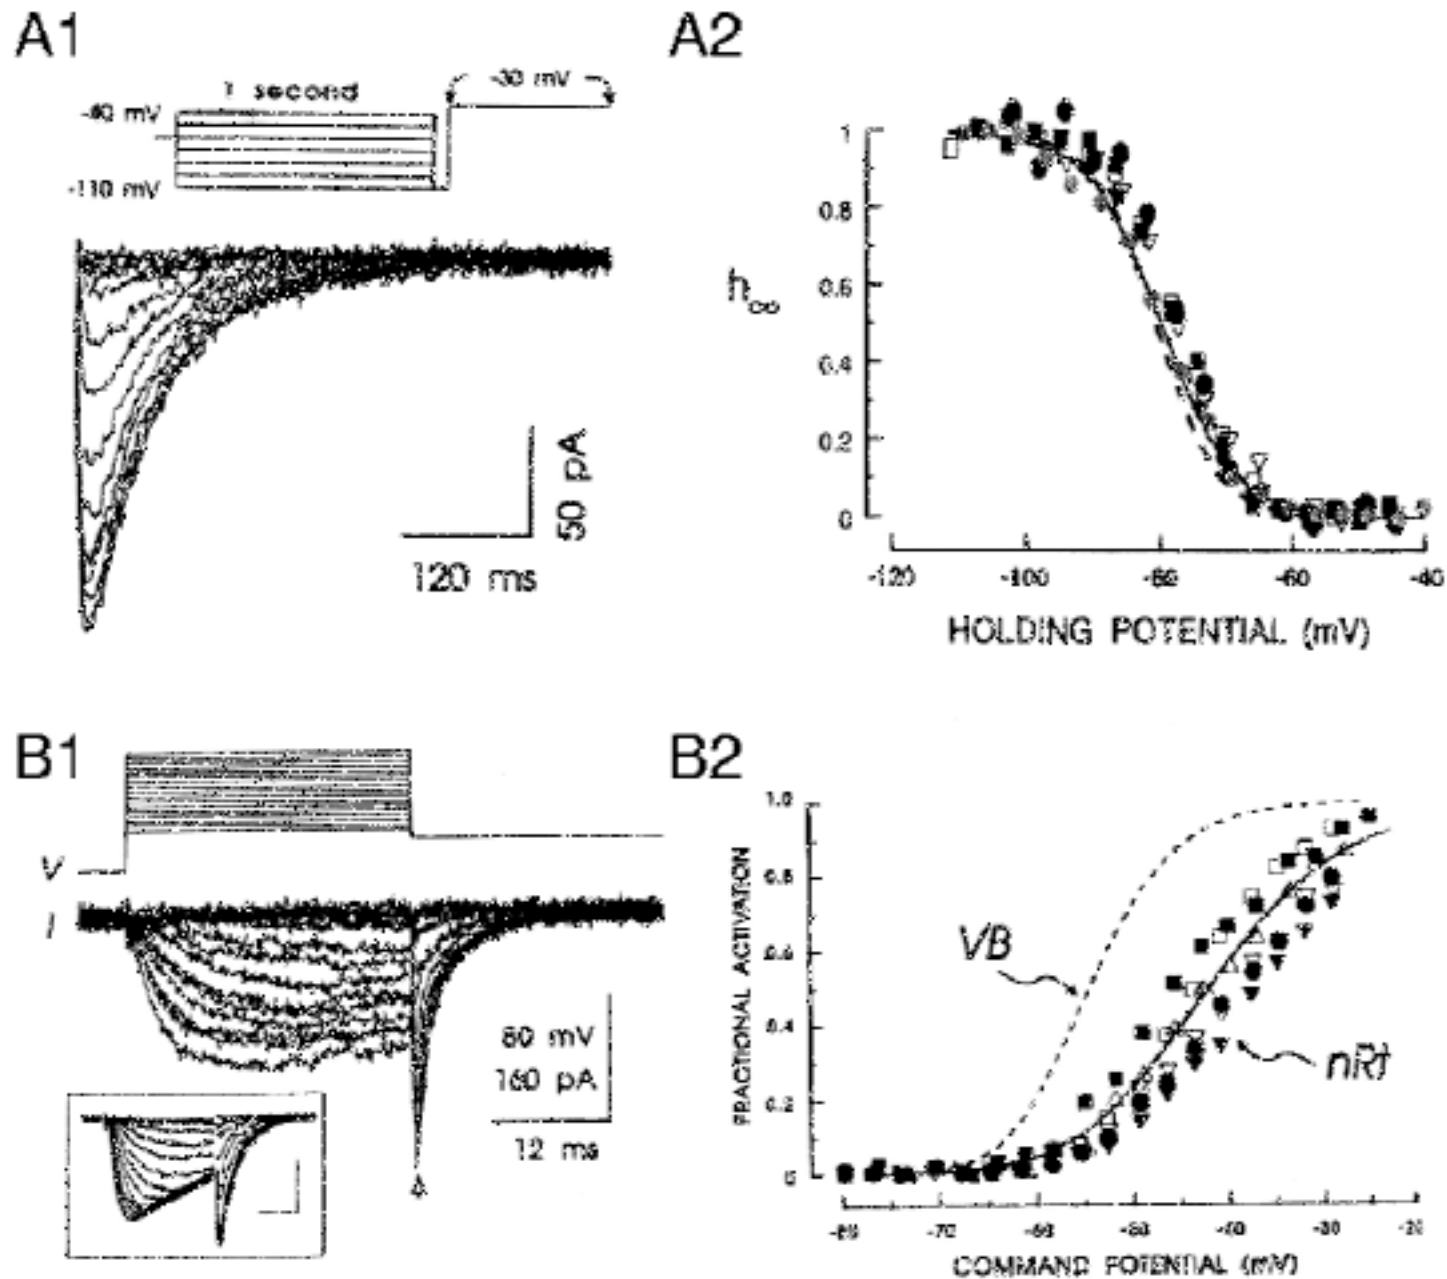 A1
1 second
-30 mV
-40 mV
-110 mV
50 pA
120 ms
A2
1
0.8
0.6
0.4
0.2
0
h∞
-120
-100
-80
-60
-40
HOLDING POTENTIAL (mV)
B1
V
I
80 mV
160 pA
12 ms
B2
1.0
0.8
0.6
0.4
0.2
0
FRACTIONAL ACTIVATION
VB
nRt
-80
-70
-60
-50
-40
-30
-20
COMMAND POTENTIAL (mV)